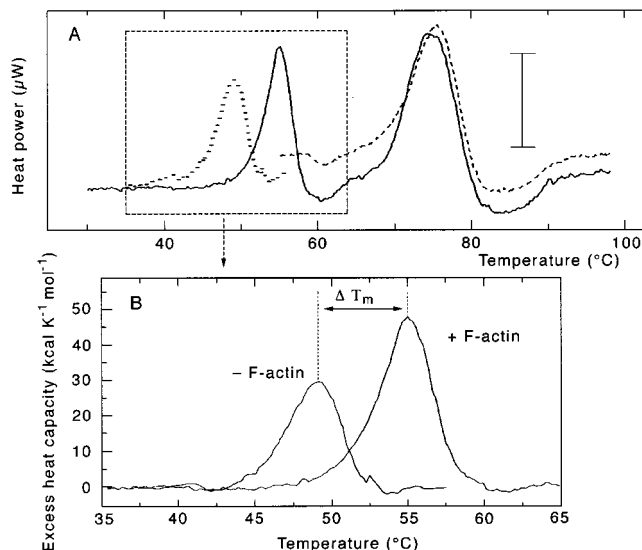 A
Heat power (µW)
40
60
80
100
Temperature (°C)
B
Δ Tm
+ F-actin
– F-actin
Excess heat capacity (kcal K⁻¹ mol⁻¹)
50
40
30
20
10
0
35
40
45
50
55
60
65
Temperature (°C)